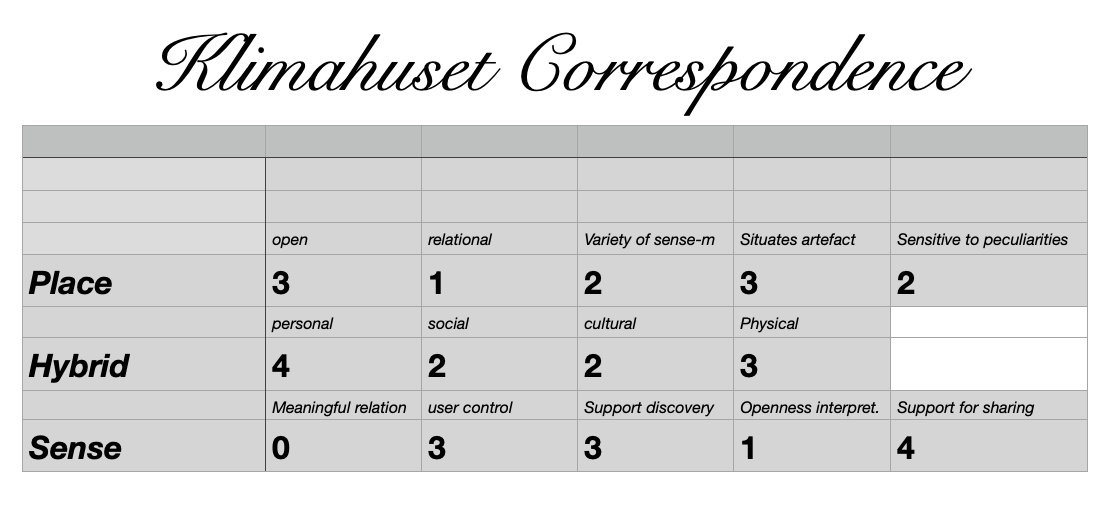 Klimahuset Correspondence
open relational Variety of sense-m Situates artefact Sensitive to peculiarities
Place 3 1 2 3 2
personal social cultural Physical
Hybrid 4 2 2 3
Meaningful relation user control Support discovery Openness interpret. Support for sharing
Sense 0 3 3 1 4